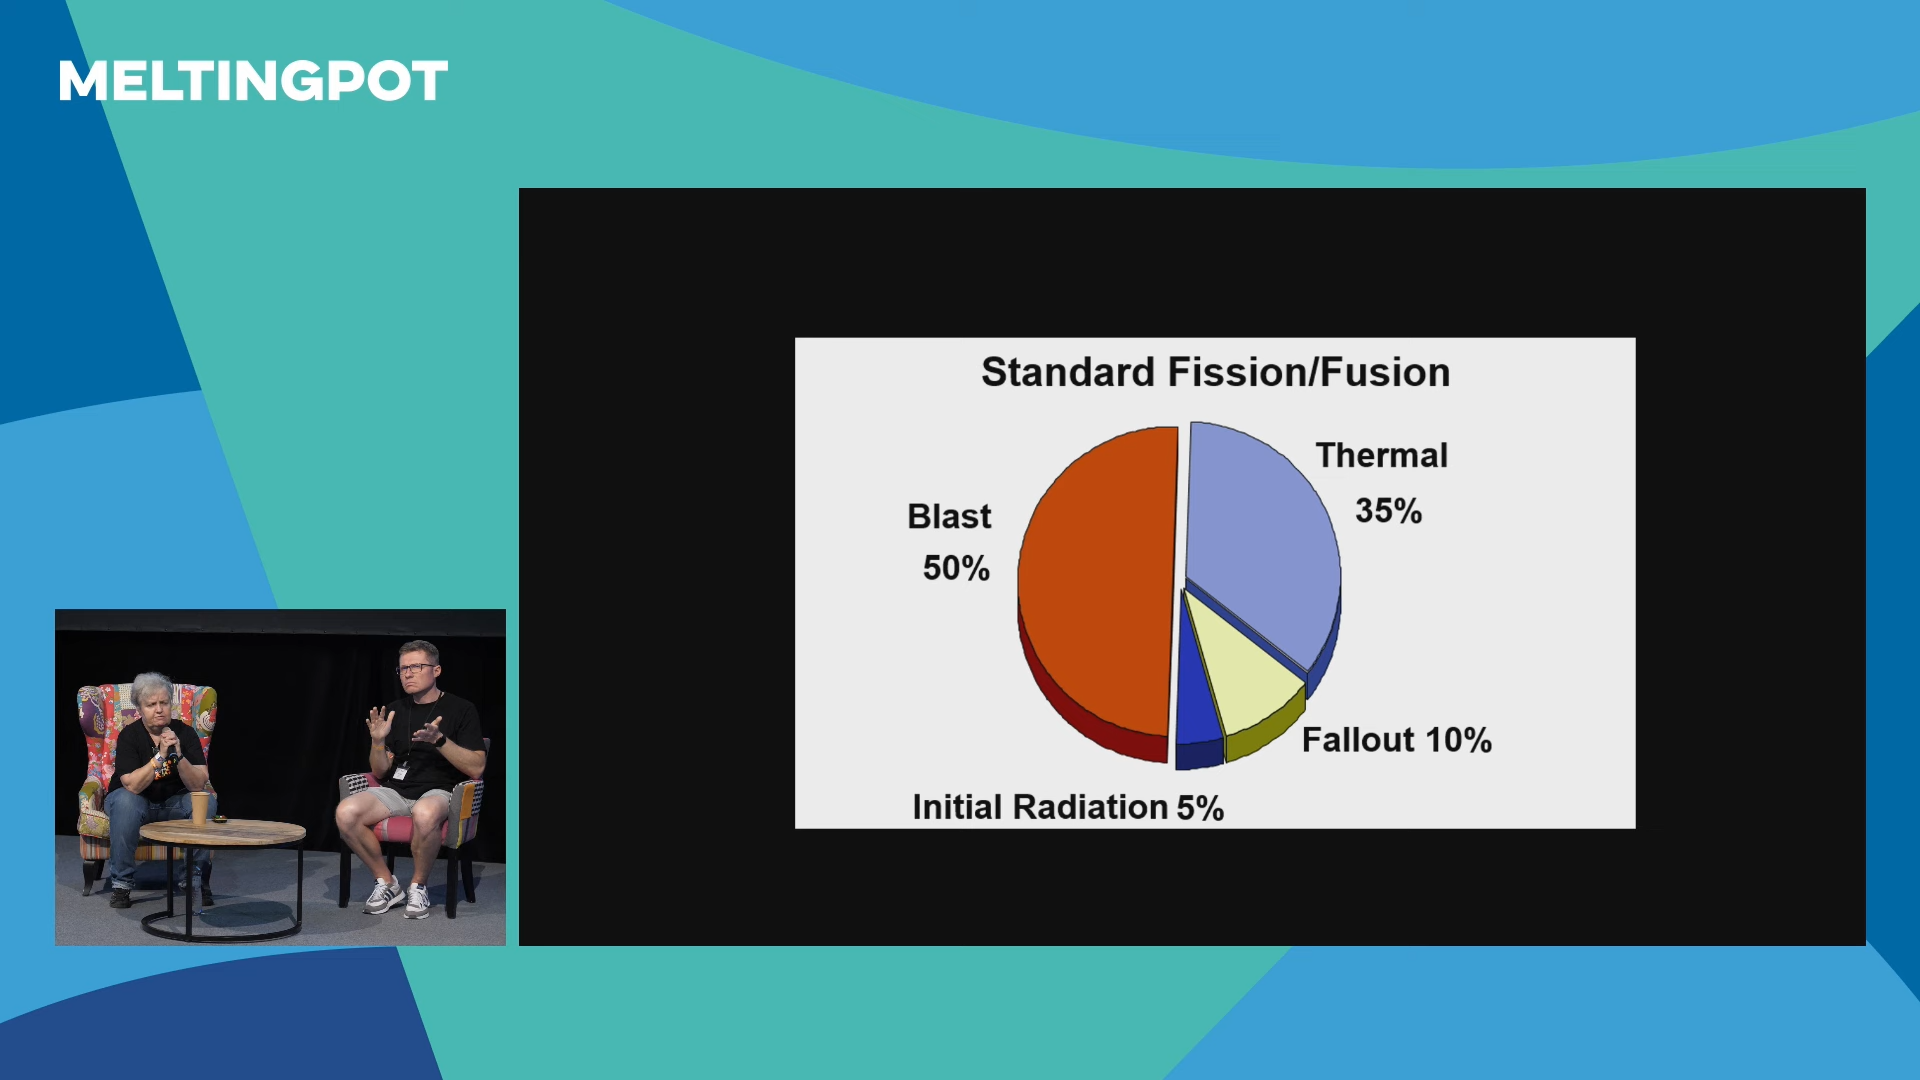 MELTINGPOT
Standard Fission/Fusion
Thermal
35%
Blast
50%
Fallout 10%
Initial Radiation 5%